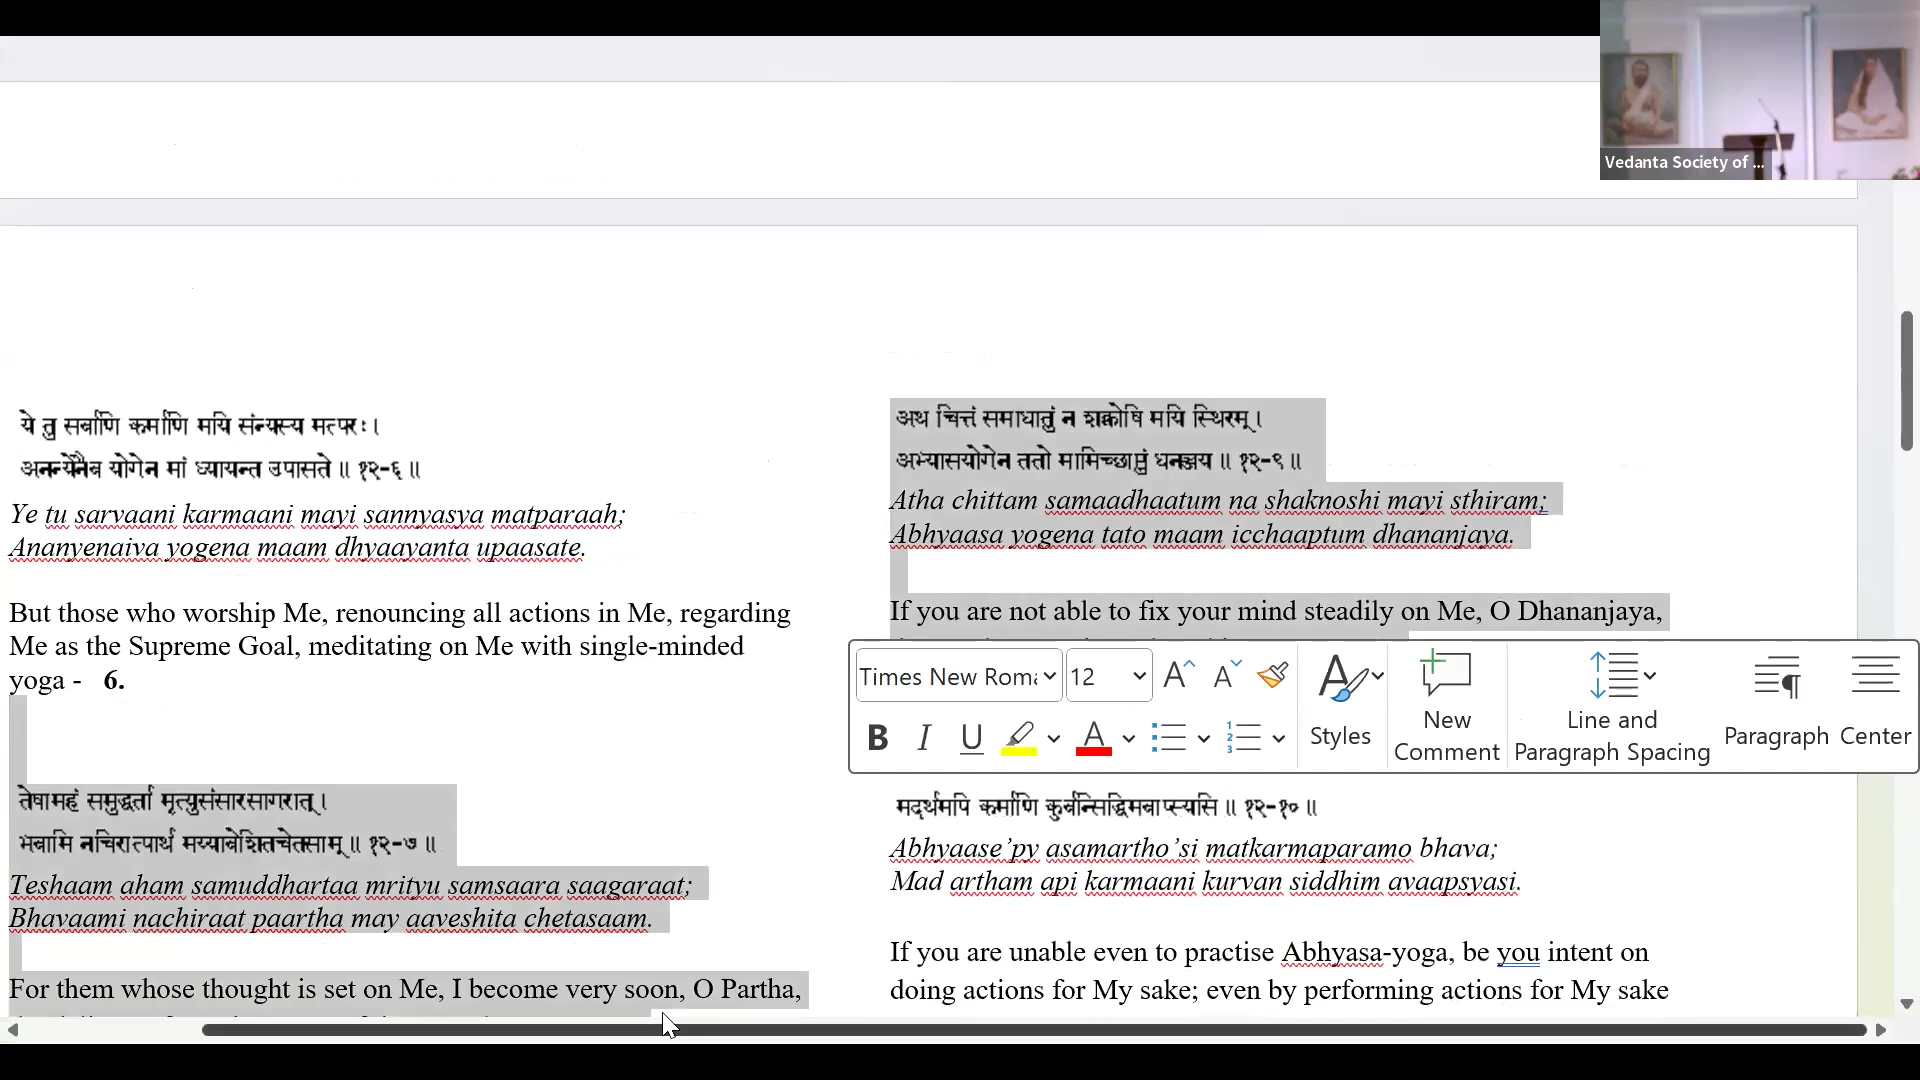 Vedanta Society of ...
ये तु सर्वाणि कर्माणि मयि संन्यस्य मत्परः।
अनन्येनैव योगेन मां ध्यायन्त उपासते॥ १२-६॥
Ye tu sarvaani karmaani mayi sannyasya matparaah;
Ananyenaiva yogena maam dhyaayanta upaasate.
But those who worship Me, renouncing all actions in Me, regarding
Me as the Supreme Goal, meditating on Me with single-minded
yoga - 6.
तेषामहं समुद्धर्ता मृत्युसंसारसागरात्।
भवामि नचिरात्पार्थ मय्यावेशितचेतसाम्॥ १२-७॥
Teshaam aham samuddhartaa mrityu samsaara saagaraat;
Bhavaami nachiraat paartha may aaveshita chetasaam.
For them whose thought is set on Me, I become very soon, O Partha,
अथ चित्तं समाधातुं न शक्नोषि मयि स्थिरम्।
अभ्यासयोगेन ततो मामिच्छाप्तुं धनञ्जय॥ १२-९॥
Atha chittam samaadhaatum na shaknoshi mayi sthiram;
Abhyaasa yogena tato maam icchaaptum dhananjaya.
If you are not able to fix your mind steadily on Me, O Dhananjaya,
Times New Roma
12
B I U
Styles
New
Comment
Line and
Paragraph Spacing
Paragraph
Center
मदर्थमपि कर्माणि कुर्वन्सिद्धिमवाप्स्यसि॥ १२-१०॥
Abhyaase’py asamartho’si matkarmaparamo bhava;
Mad artham api karmaani kurvan siddhim avaapsyasi.
If you are unable even to practise Abhyasa-yoga, be you intent on
doing actions for My sake; even by performing actions for My sake